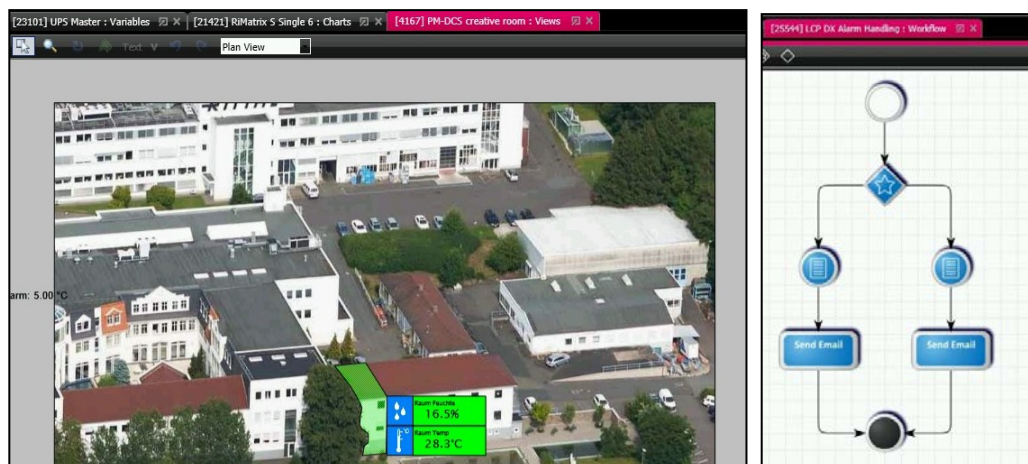 [23101] UPS Master : Variables
[21421] RiMatrix S Single 6 : Charts
[4167] PM-DCS creative room : Views
Text
Plan View
arm: 5.00 °C
Raum Feuchte
16.5%
Raum Temp
28.3°C
[25544] LCP DX Alarm Handling : Workflow
Send Email
Send Email